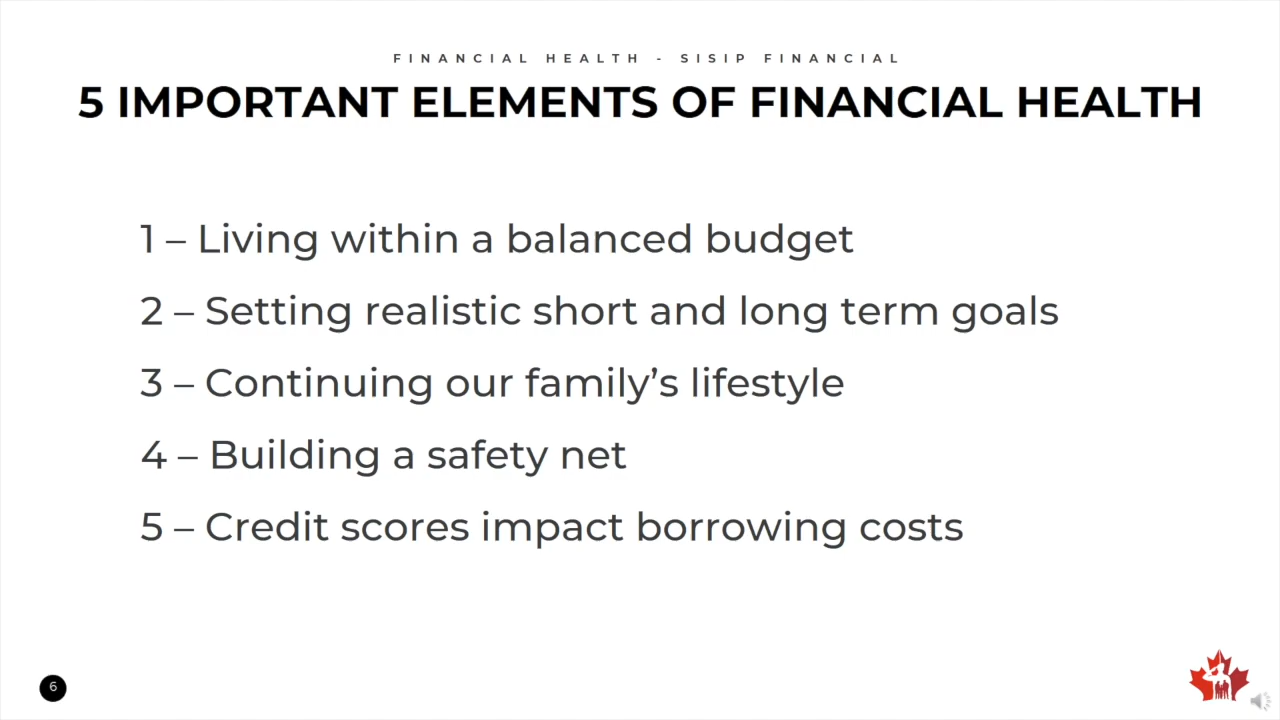 FINANCIAL HEALTH - SISIP FINANCIAL
5 IMPORTANT ELEMENTS OF FINANCIAL HEALTH
1 – Living within a balanced budget
2 – Setting realistic short and long term goals
3 – Continuing our family’s lifestyle
4 – Building a safety net
5 – Credit scores impact borrowing costs
6